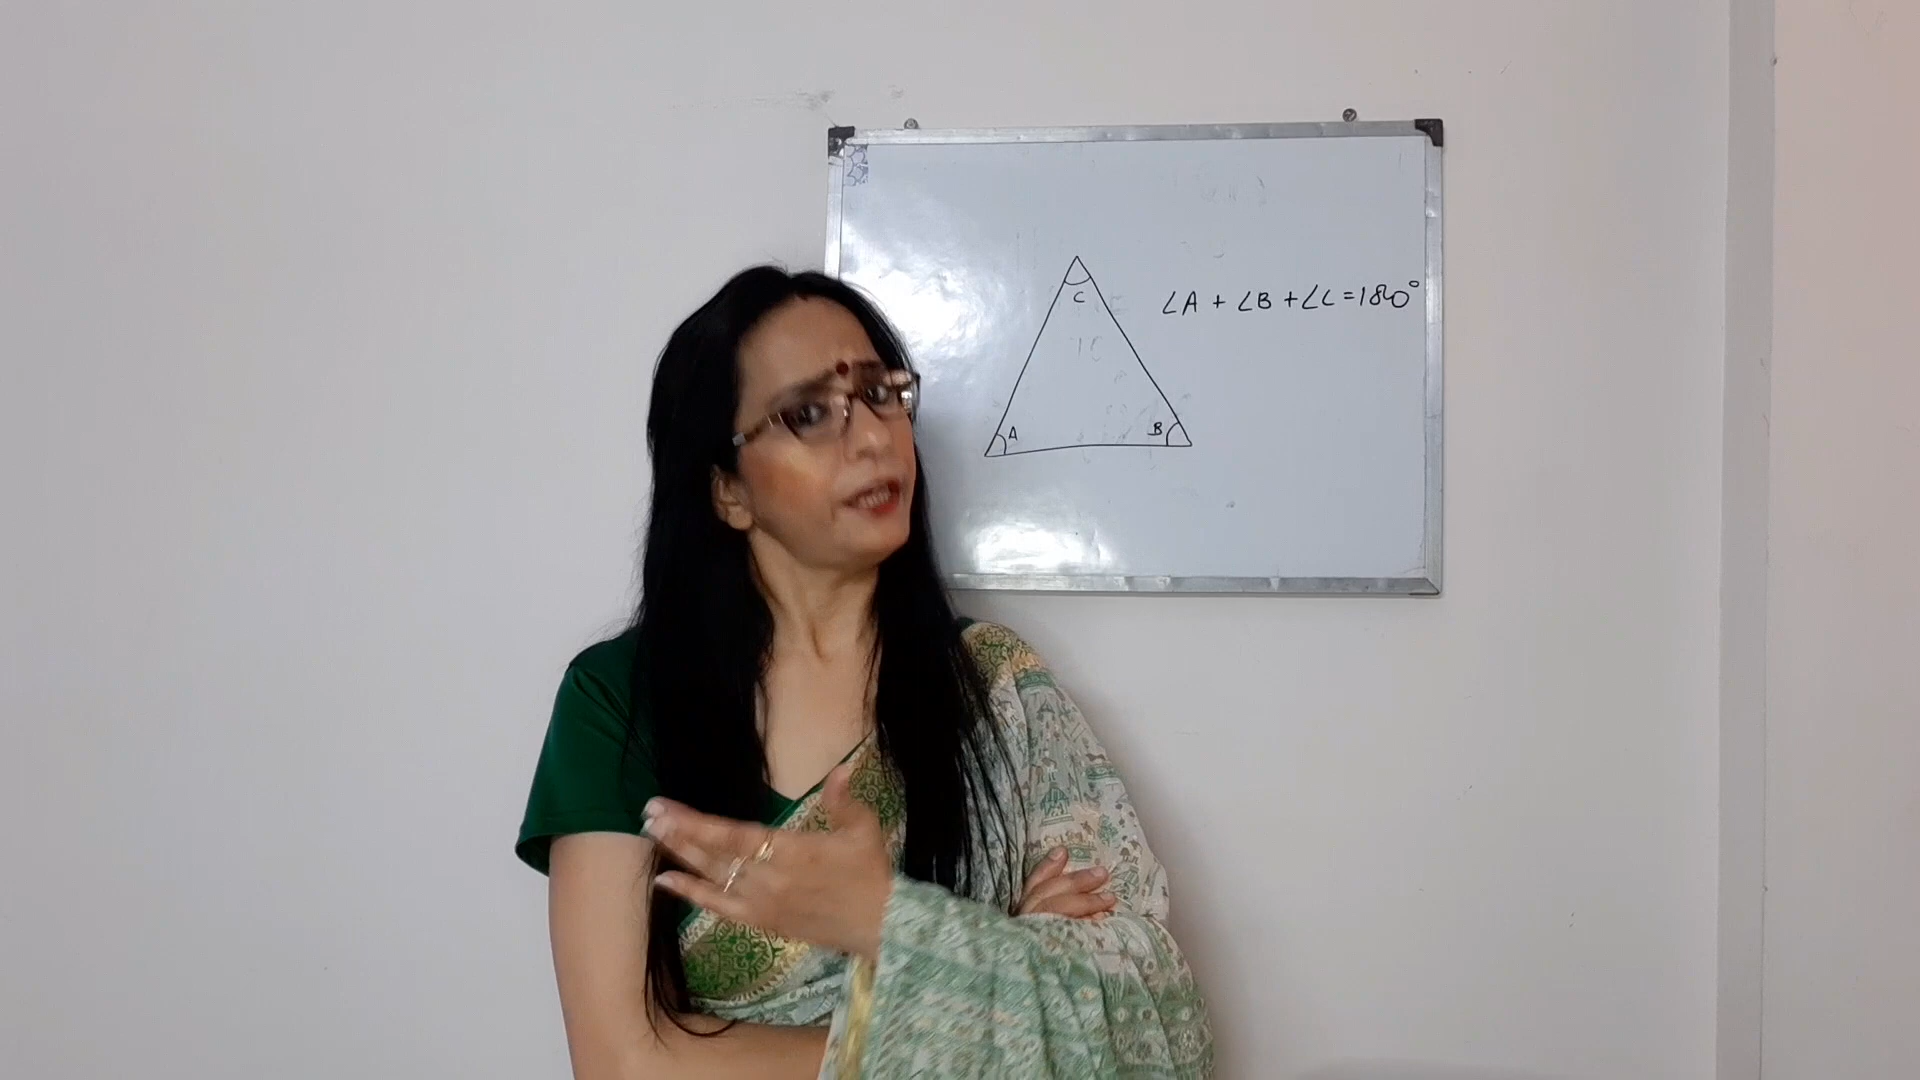 C
∠A + ∠B + ∠C = 180°
A
B